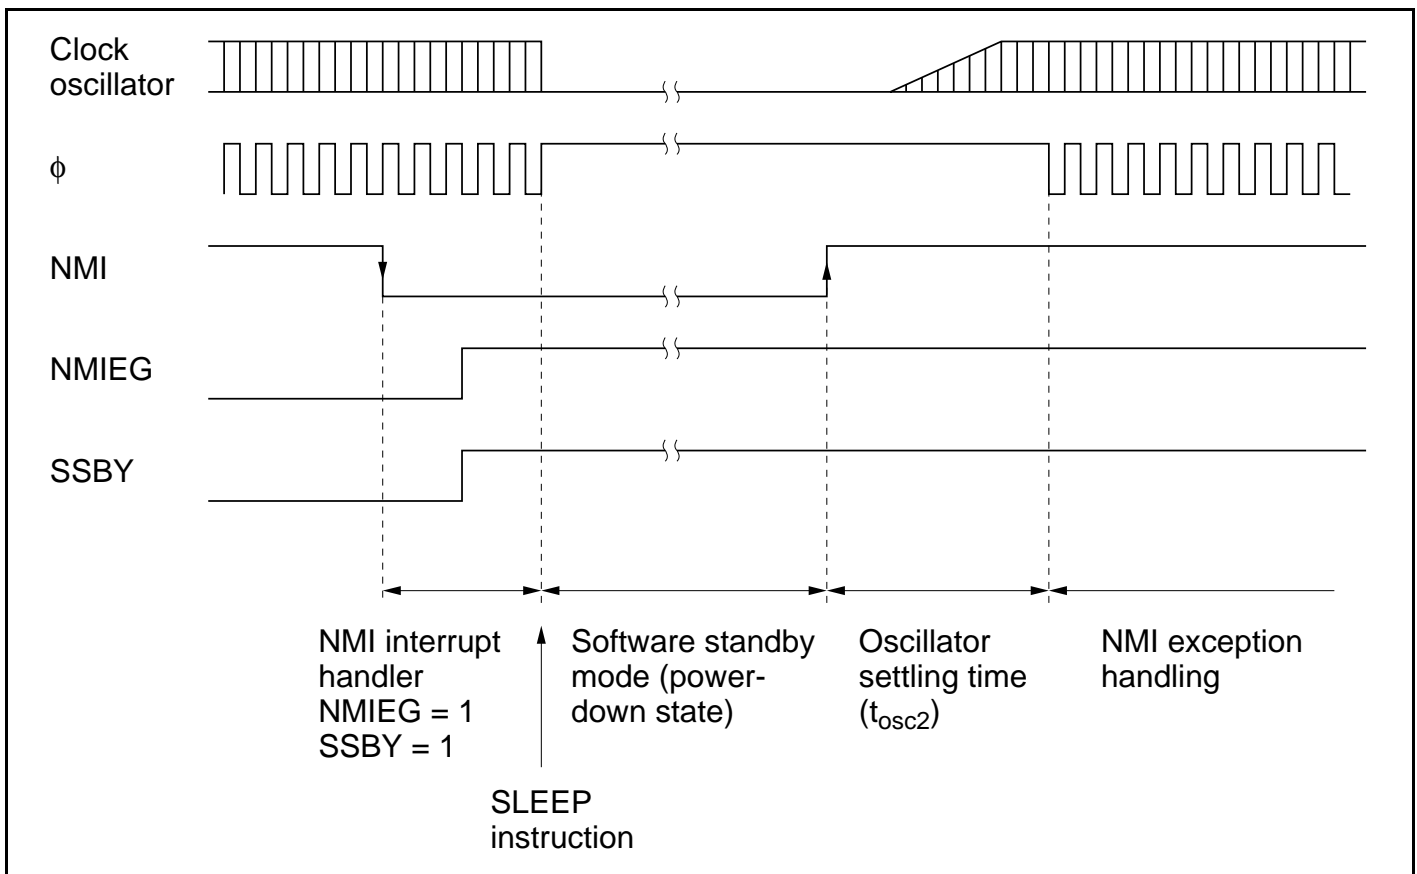 Clock
oscillator
ϕ
NMI
NMIEG
SSBY
NMI interrupt
handler
NMIEG = 1
SSBY = 1
SLEEP
instruction
Software standby
mode (power-
down state)
Oscillator
settling time
(tosc2)
NMI exception
handling